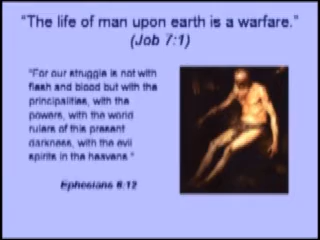 “The life of man upon earth is a warfare.”
(Job 7:1)
“For our struggle is not with
flesh and blood but with the
principalities, with the
powers, with the world
rulers of this present
darkness, with the evil
spirits in the heavens.”
Ephesians 6:12